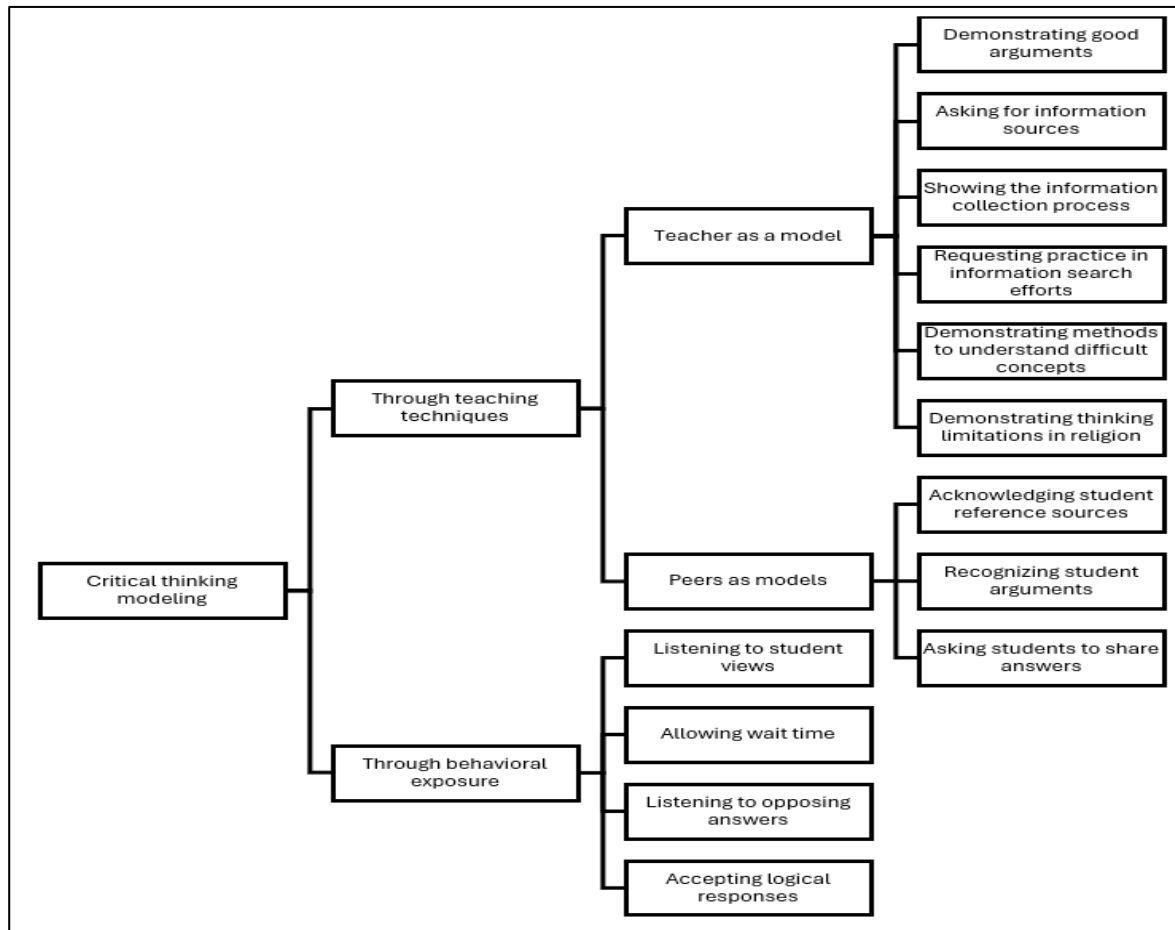 Critical thinking
modeling
Through teaching
techniques
Teacher as a model
Demonstrating good
arguments
Asking for information
sources
Showing the information
collection process
Requesting practice in
information search
efforts
Demonstrating methods
to understand difficult
concepts
Demonstrating thinking
limitations in religion
Peers as models
Acknowledging student
reference sources
Recognizing student
arguments
Asking students to share
answers
Through behavioral
exposure
Listening to student
views
Allowing wait time
Listening to opposing
answers
Accepting logical
responses